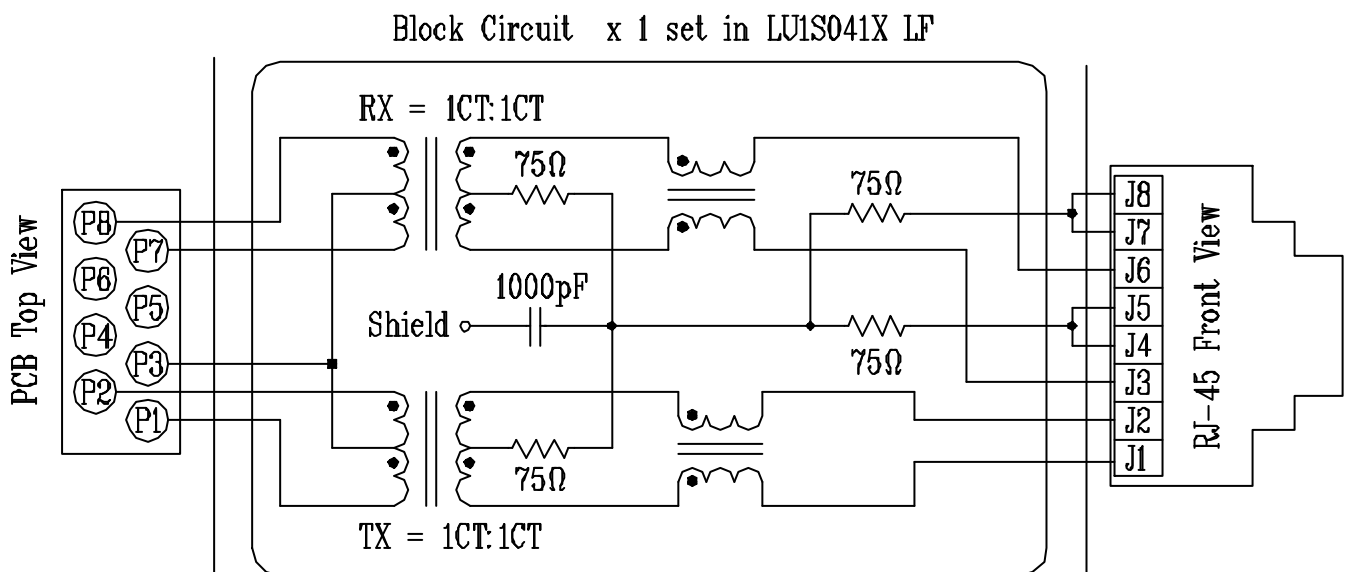 Block Circuit x 1 set in LU1S041X LF
RX = 1CT:1CT
75Ω
75Ω
P8
P7
P6
P5
P4
P3
P2
P1
PCB Top View
1000pF
Shield
75Ω
75Ω
TX = 1CT:1CT
J8
J7
J6
J5
J4
J3
J2
J1
RJ-45 Front View